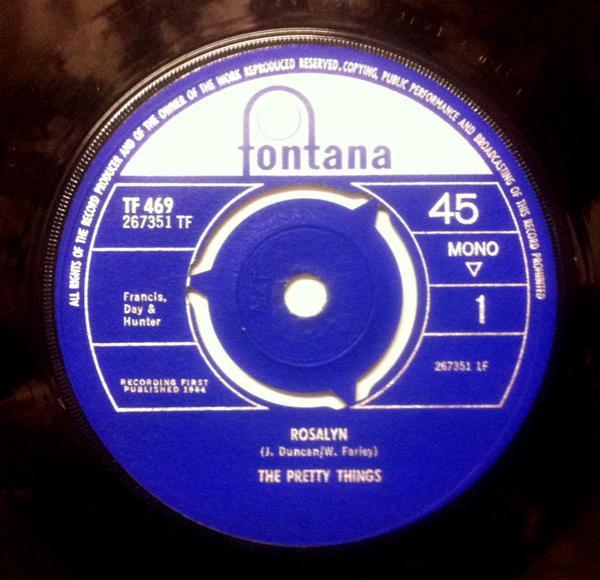 ALL RIGHTS OF THE RECORD PRODUCER AND OF THE OWNER OF THE WORK REPRODUCED RESERVED, COPYING, PUBLIC PERFORMANCE AND BROADCASTING OF THIS RECORD PROHIBITED
fontana
TF 469
267351 TF
45
MONO
Francis,
Day &
Hunter
1
RECORDING FIRST
PUBLISHED 1964
267351 1F
ROSALYN
(J. Duncan/W. Farley)
THE PRETTY THINGS